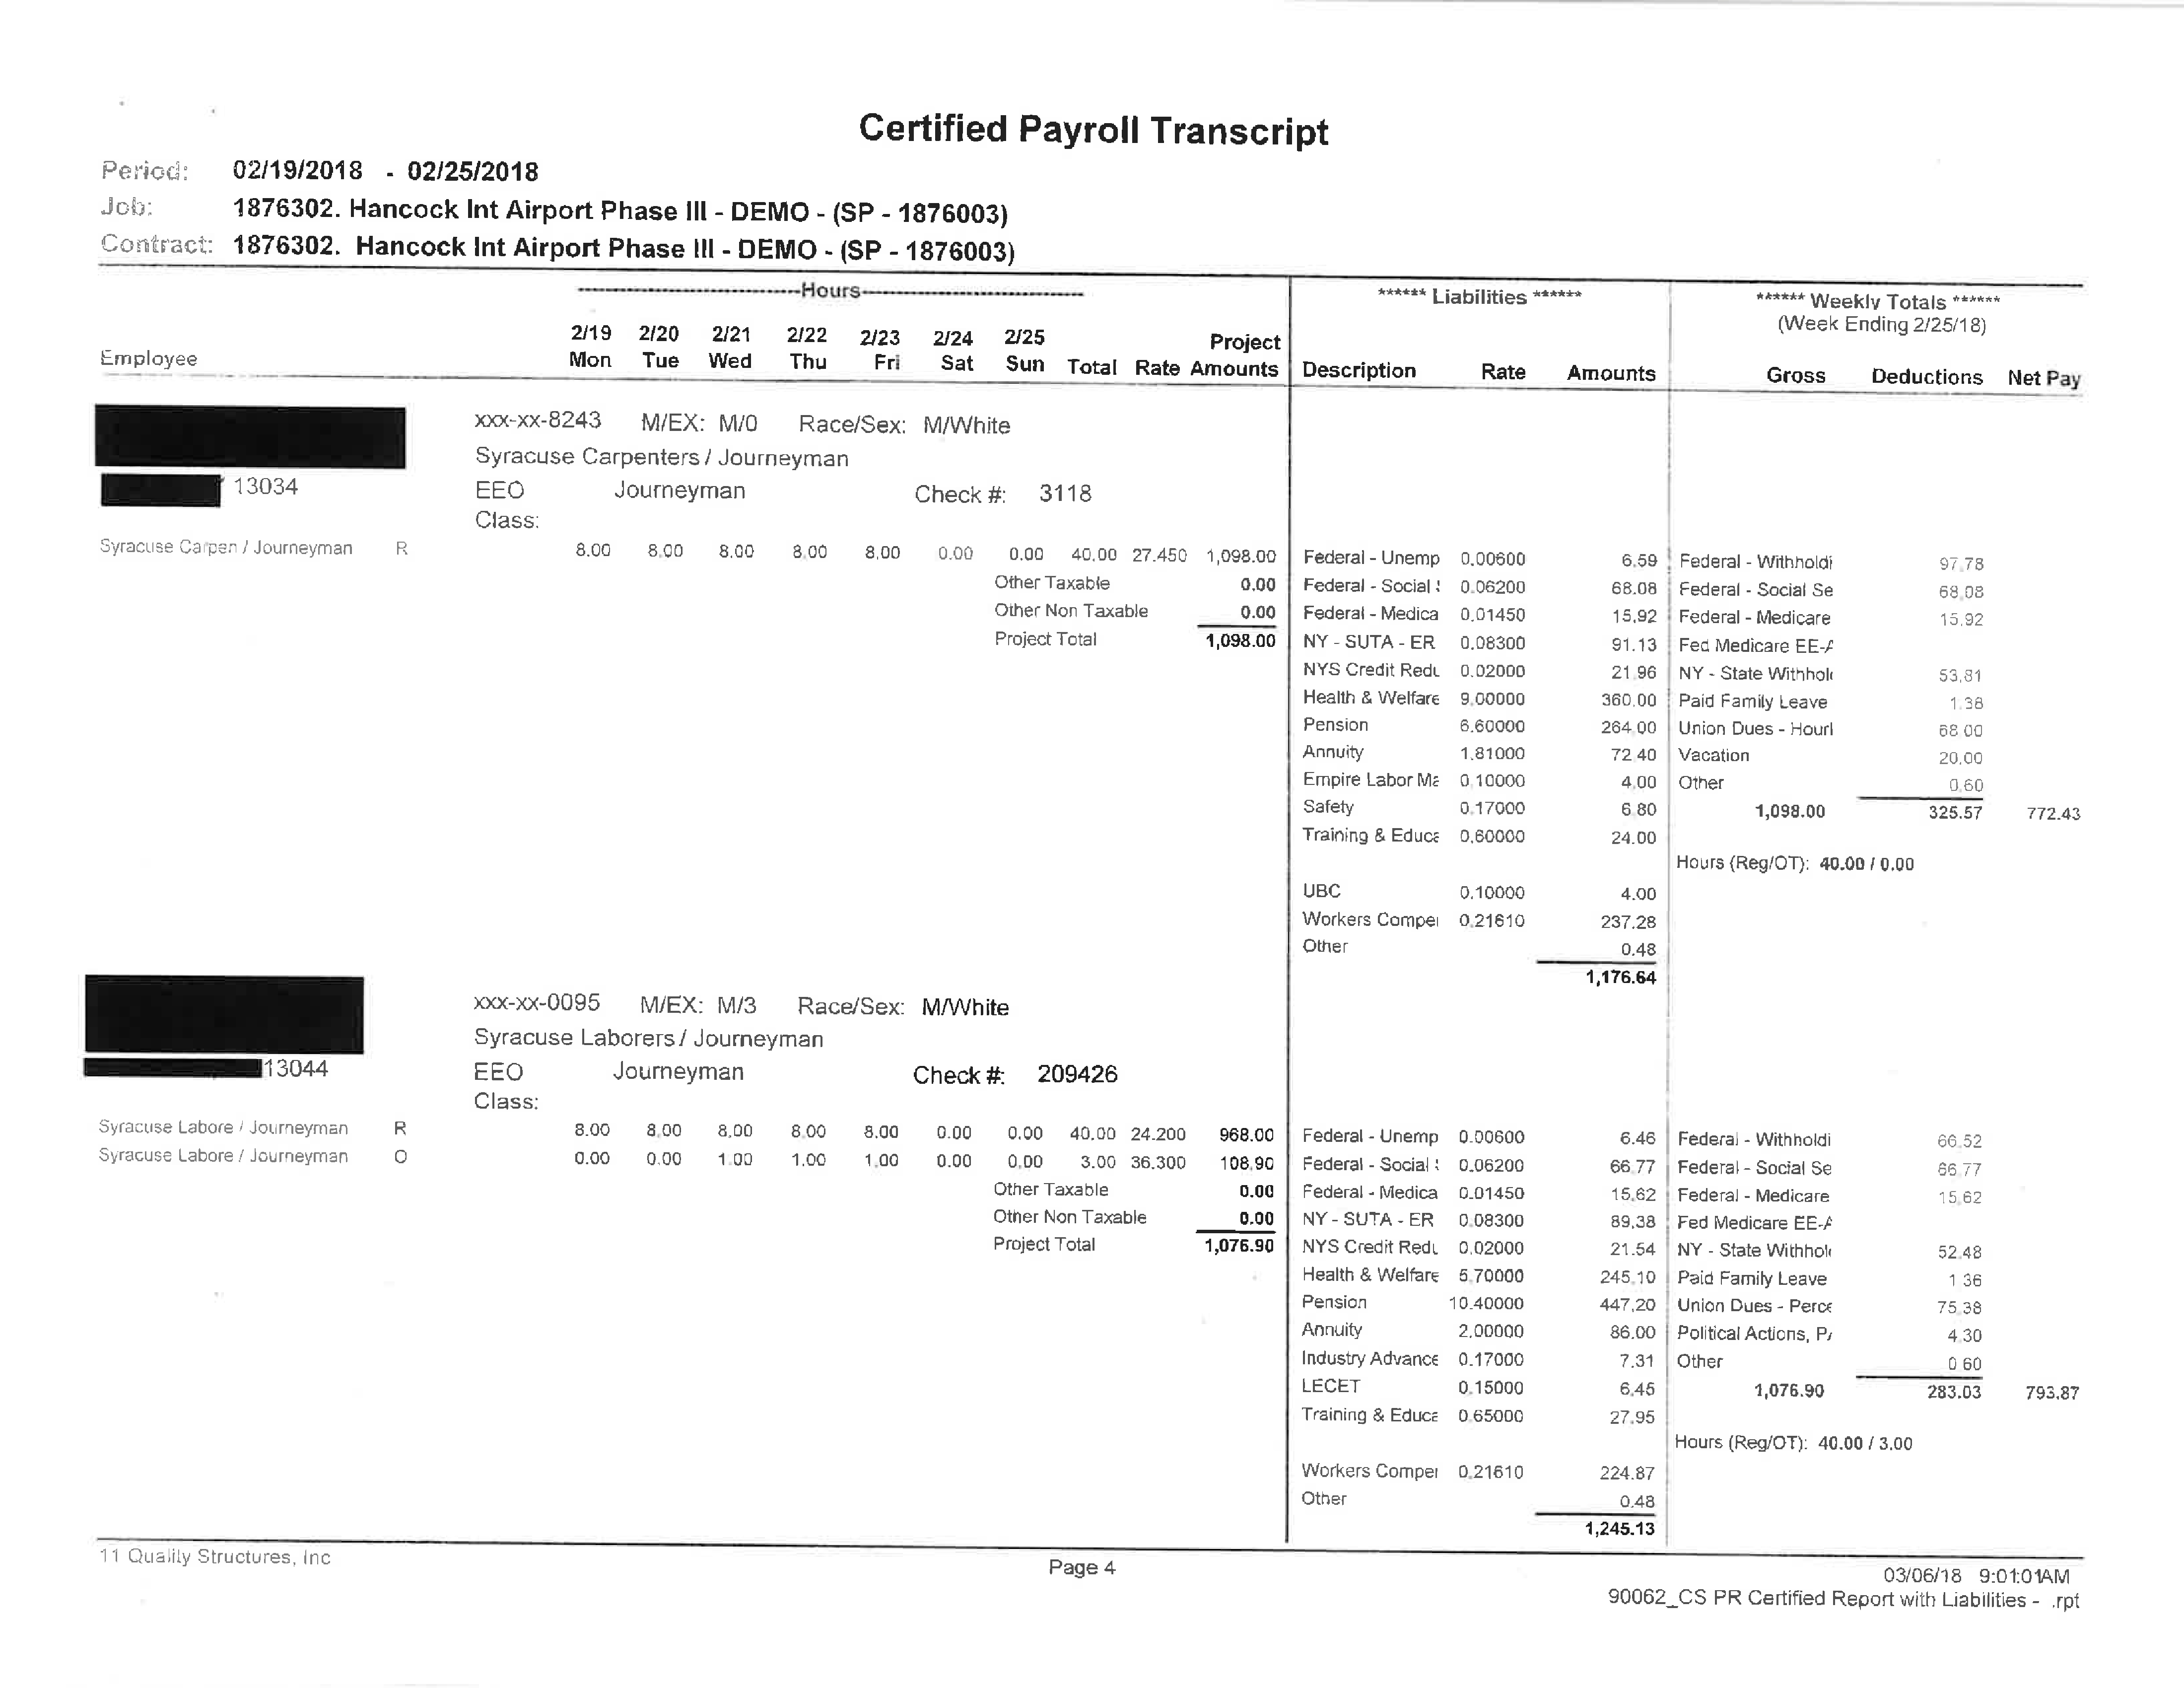 Certified Payroll Transcript
Period: 02/19/2018 - 02/25/2018
Job: 1876302. Hancock Int Airport Phase III - DEMO - (SP - 1876003)
Contract: 1876302. Hancock Int Airport Phase III - DEMO - (SP - 1876003)
Hours
****** Liabilities ******
****** Weekly Totals ******
(Week Ending 2/25/18)
2/19 2/20 2/21 2/22 2/23 2/24 2/25 Project
Employee Mon Tue Wed Thu Fri Sat Sun Total Rate Amounts Description Rate Amounts Gross Deductions Net Pay
xxx-xx-8243 M/EX: M/0 Race/Sex: M/White
Syracuse Carpenters / Journeyman
13034 EEO Journeyman Check #: 3118
Class:
Syracuse Carpen / Journeyman R 8.00 8.00 8.00 8.00 8.00 0.00 0.00 40.00 27.450 1,098.00 Federal - Unemp 0.00600 6.59 Federal - Withholdi 97.78
Other Taxable 0.00 Federal - Social S 0.06200 68.08 Federal - Social Se 68.08
Other Non Taxable 0.00 Federal - Medica 0.01450 15.92 Federal - Medicare 15.92
Project Total 1,098.00 NY - SUTA - ER 0.08300 91.13 Fed Medicare EE-A
NYS Credit Redu 0.02000 21.96 NY - State Withhol 53.81
Health & Welfare 9.00000 360.00 Paid Family Leave 1.38
Pension 6.60000 264.00 Union Dues - Hourl 68.00
Annuity 1.81000 72.40 Vacation 20.00
Empire Labor Ma 0.10000 4.00 Other 0.60
Safety 0.17000 6.80 1,098.00 325.57 772.43
Training & Educa 0.60000 24.00
Hours (Reg/OT): 40.00 / 0.00
UBC 0.10000 4.00
Workers Compe 0.21610 237.28
Other 0.48
1,176.64
xxx-xx-0095 M/EX: M/3 Race/Sex: M/White
Syracuse Laborers / Journeyman
13044 EEO Journeyman Check #: 209426
Class:
Syracuse Labore / Journeyman R 8.00 8.00 8.00 8.00 8.00 0.00 0.00 40.00 24.200 968.00 Federal - Unemp 0.00600 6.46 Federal - Withholdi 66.52
Syracuse Labore / Journeyman O 0.00 0.00 1.00 1.00 1.00 0.00 0.00 3.00 36.300 108.90 Federal - Social S 0.06200 66.77 Federal - Social Se 66.77
Other Taxable 0.00 Federal - Medica 0.01450 15.62 Federal - Medicare 15.62
Other Non Taxable 0.00 NY - SUTA - ER 0.08300 89.38 Fed Medicare EE-A
Project Total 1,076.90 NYS Credit Redu 0.02000 21.54 NY - State Withhol 52.48
Health & Welfare 5.70000 245.10 Paid Family Leave 1.36
Pension 10.40000 447.20 Union Dues - Perce 75.38
Annuity 2.00000 86.00 Political Actions, PA 4.30
Industry Advance 0.17000 7.31 Other 0.60
LECET 0.15000 6.45 1,076.90 283.03 793.87
Training & Educa 0.65000 27.95
Hours (Reg/OT): 40.00 / 3.00
Workers Compe 0.21610 224.87
Other 0.48
1,245.13
11 Quality Structures, Inc Page 4 03/06/18 9:01:01AM
90062_CS PR Certified Report with Liabilities - .rpt